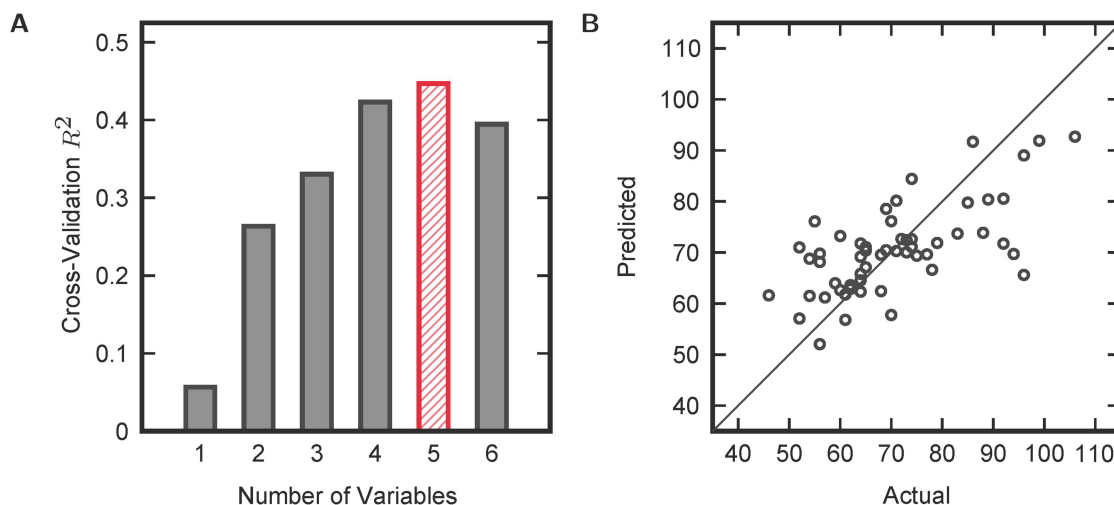 A
Cross-Validation R²
0.5
0.4
0.3
0.2
0.1
0
1 2 3 4 5 6
Number of Variables
B
Predicted
110
100
90
80
70
60
50
40
40 50 60 70 80 90 100 110
Actual